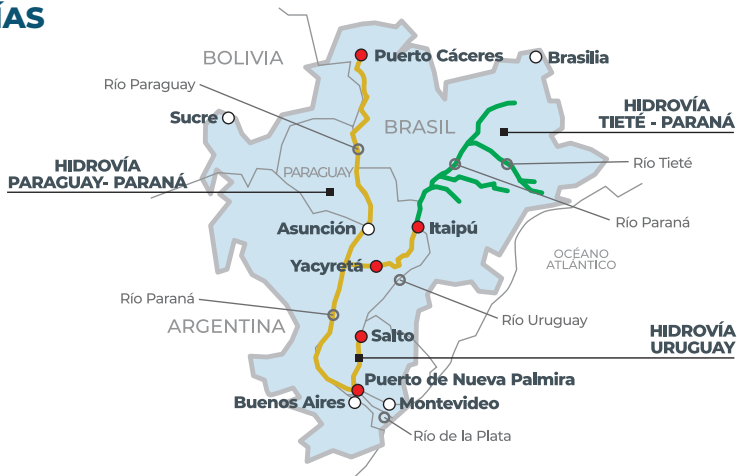 ÍAS
BOLIVIA
Puerto Cáceres
Brasilia
Río Paraguay
Sucre
BRASIL
HIDROVÍA
TIETÉ - PARANÁ
HIDROVÍA
PARAGUAY- PARANÁ
PARAGUAY
Río Tieté
Río Paraná
Asunción
Itaipú
OCÉANO
ATLÁNTICO
Yacyretá
Río Paraná
Río Uruguay
ARGENTINA
Salto
HIDROVÍA
URUGUAY
Puerto de Nueva Palmira
Buenos Aires
Montevideo
Río de la Plata